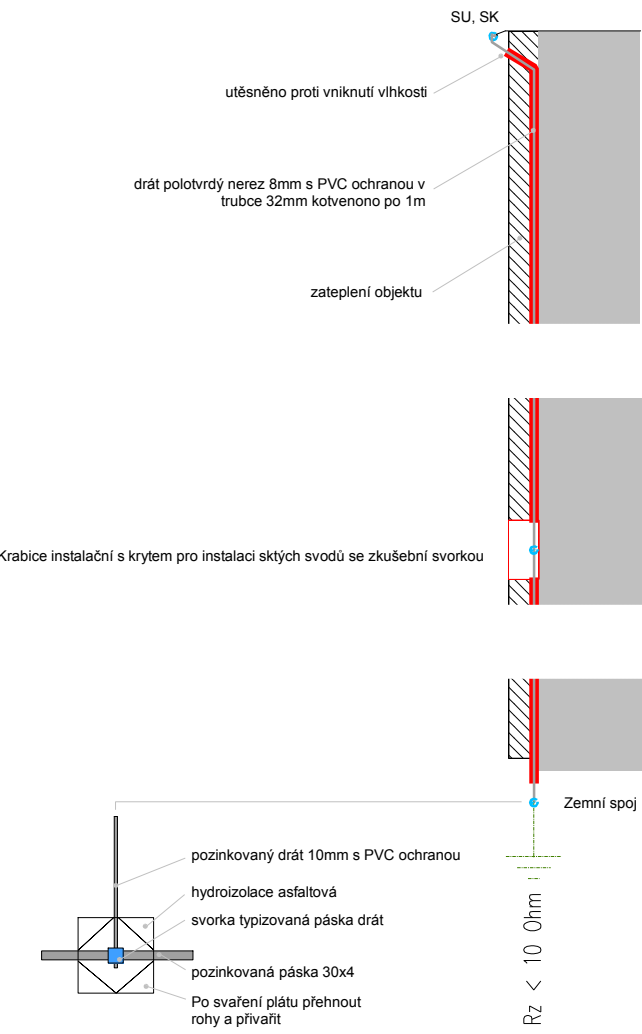 SU, SK
utěsněno proti vniknutí vlhkosti
drát polotvrdý nerez 8mm s PVC ochranou v
trubce 32mm kotvenono po 1m
zateplení objektu
Krabice instalační s krytem pro instalaci sktých svodů se zkušební svorkou
Zemní spoj
pozinkovaný drát 10mm s PVC ochranou
hydroizolace asfaltová
svorka typizovaná páska drát
pozinkovaná páska 30x4
Po svaření plátu přehnout
rohy a přivařit
Rz < 10 Ohm